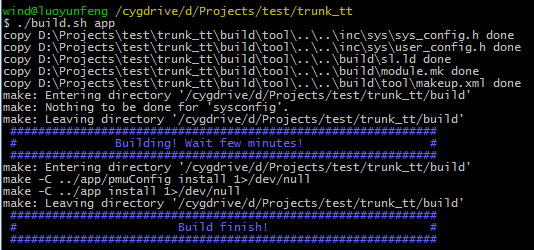 wind@luoyunfeng /cygdrive/d/Projects/test/trunk_tt
$ ./build.sh app
copy D:\Projects\test\trunk_tt\build\tool\..\..\inc\sys\sys_config.h done
copy D:\Projects\test\trunk_tt\build\tool\..\..\inc\sys\user_config.h done
copy D:\Projects\test\trunk_tt\build\tool\..\..\build\sl.ld done
copy D:\Projects\test\trunk_tt\build\tool\..\..\build\module.mk done
copy D:\Projects\test\trunk_tt\build\tool\..\..\build\tool\makeup.xml done
make: Entering directory '/cygdrive/d/Projects/test/trunk_tt/build'
make: Nothing to be done for 'sysconfig'.
make: Leaving directory '/cygdrive/d/Projects/test/trunk_tt/build'
#############################################################
# Building! Wait few minutes! #
#############################################################
make: Entering directory '/cygdrive/d/Projects/test/trunk_tt/build'
make -C ../app/pmuConfig install 1>/dev/null
make -C ../app install 1>/dev/null
make: Leaving directory '/cygdrive/d/Projects/test/trunk_tt/build'
#############################################################
# Build finish! #
#############################################################